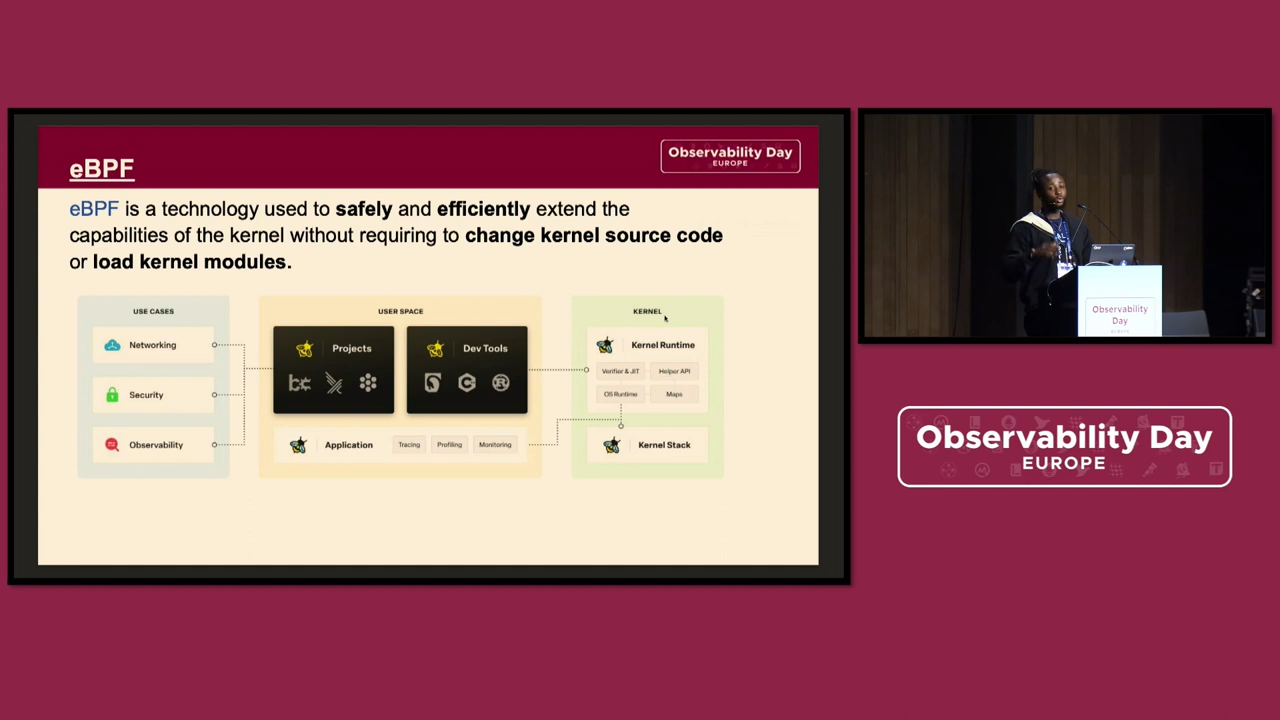 eBPF
Observability Day
EUROPE
eBPF is a technology used to safely and efficiently extend the
capabilities of the kernel without requiring to change kernel source code
or load kernel modules.
USE CASES
Networking
Security
Observability
USER SPACE
Projects
Dev Tools
Application
Tracing
Profiling
Monitoring
KERNEL
Kernel Runtime
Verifier & JIT
Helper API
OS Runtime
Maps
Kernel Stack
Observability
Day
EUROPE
Observability Day
EUROPE